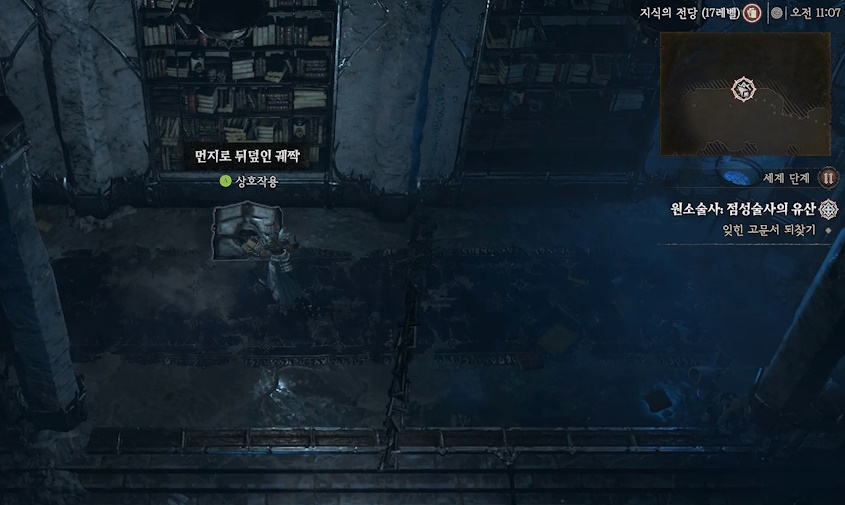 지식의 전당 (17레벨) 오전 11:07
먼지로 뒤덮인 궤짝
A 상호작용
세계 단계 II
원소술사: 점성술사의 유산
잊힌 고문서 되찾기